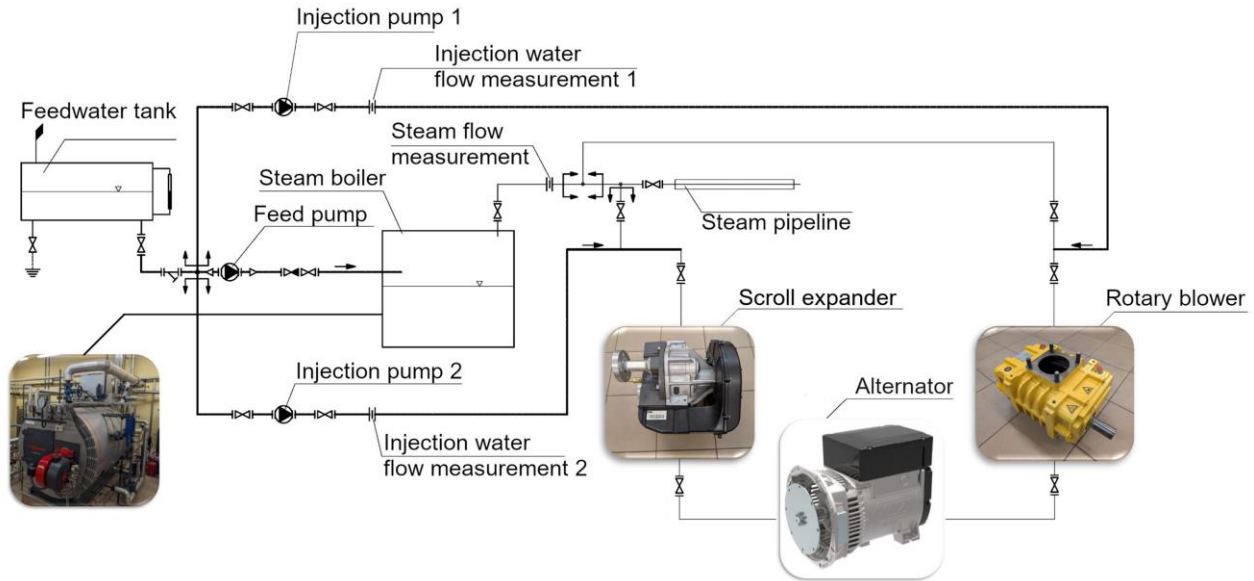 Injection pump 1
Injection water
flow measurement 1
Feedwater tank
Steam flow
measurement
Steam boiler
Feed pump
Steam pipeline
Scroll expander
Rotary blower
Injection pump 2
Alternator
Injection water
flow measurement 2